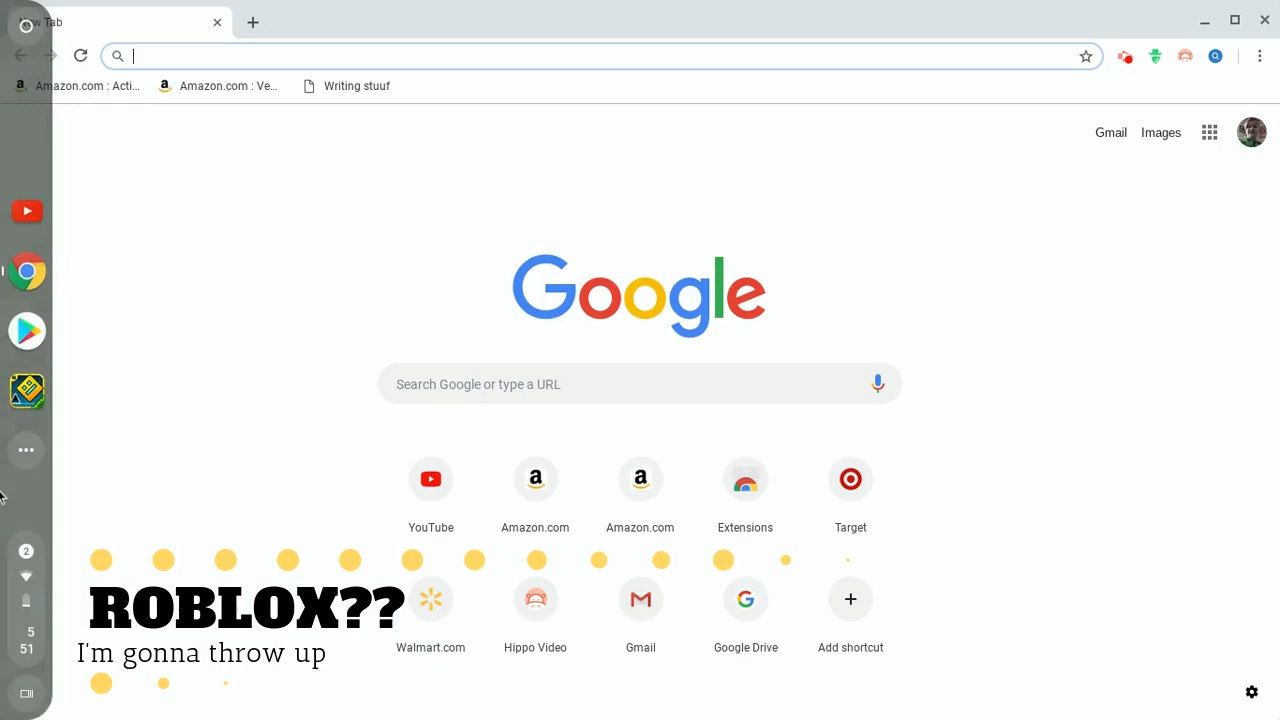 New Tab
Amazon.com : Acti...
Amazon.com : Ve...
Writing stuuf
Gmail
Images
Google
Search Google or type a URL
YouTube
Amazon.com
Amazon.com
Extensions
Target
Walmart.com
Hippo Video
Gmail
Google Drive
Add shortcut
ROBLOX??
I'm gonna throw up
2
5
51